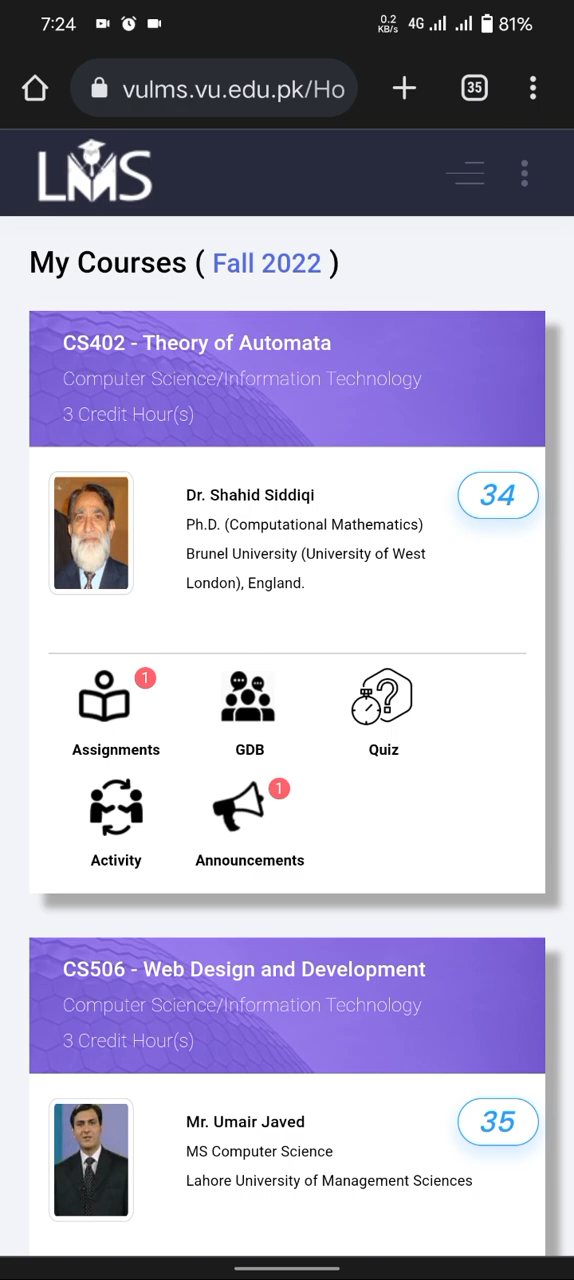 7:24
0.2
KB/s
4G
81%
vulms.vu.edu.pk/Ho
35
LMS
My Courses ( Fall 2022 )
CS402 - Theory of Automata
Computer Science/Information Technology
3 Credit Hour(s)
Dr. Shahid Siddiqi
34
Ph.D. (Computational Mathematics)
Brunel University (University of West
London), England.
1
Assignments
GDB
Quiz
1
Activity
Announcements
CS506 - Web Design and Development
Computer Science/Information Technology
3 Credit Hour(s)
Mr. Umair Javed
35
MS Computer Science
Lahore University of Management Sciences